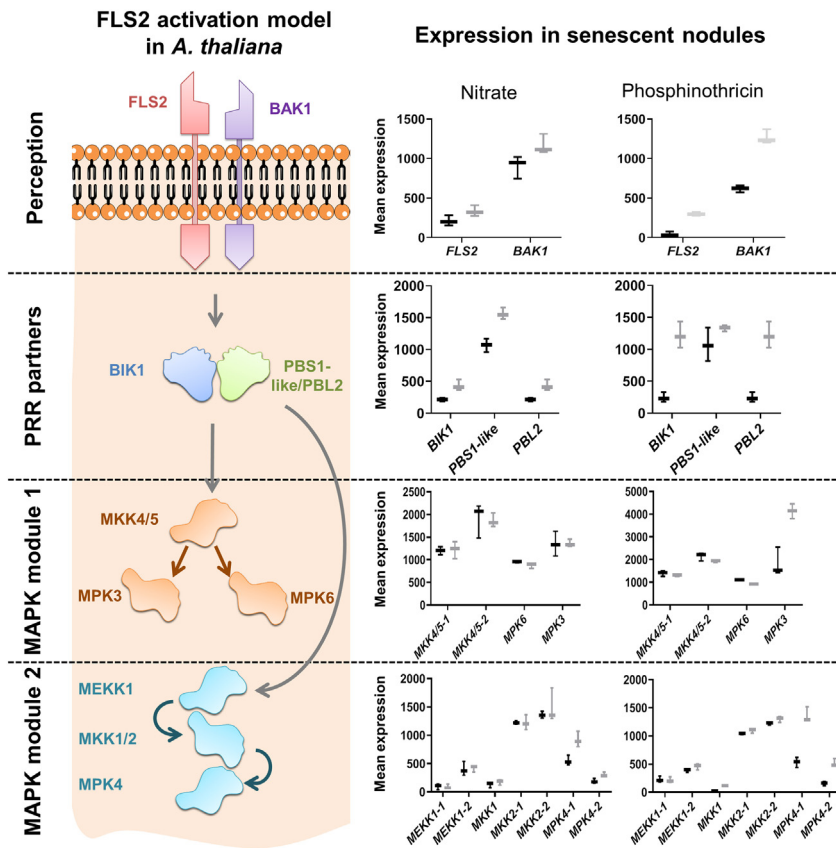 FLS2 activation model
in A. thaliana
Expression in senescent nodules
Perception
FLS2
BAK1
Nitrate
Mean expression
1500
1000
500
0
FLS2
BAK1
Phosphinothricin
1500
1000
500
0
FLS2
BAK1
PRR partners
BIK1
PBS1-
like/PBL2
Mean expression
2000
1500
1000
500
0
BIK1
PBS1-like
PBL2
2000
1500
1000
500
0
BIK1
PBS1-like
PBL2
MAPK module 1
MKK4/5
MPK3
MPK6
Mean expression
2500
2000
1500
1000
500
0
MKK4/5-1
MKK4/5-2
MPK6
MPK3
5000
4000
3000
2000
1000
0
MKK4/5-1
MKK4/5-2
MPK6
MPK3
MAPK module 2
MEKK1
MKK1/2
MPK4
Mean expression
2000
1500
1000
500
0
MEKK1-1
MEKK1-2
MKK1
MKK2-1
MKK2-2
MPK4-1
MPK4-2
2000
1500
1000
500
0
MEKK1-1
MEKK1-2
MKK1
MKK2-1
MKK2-2
MPK4-1
MPK4-2